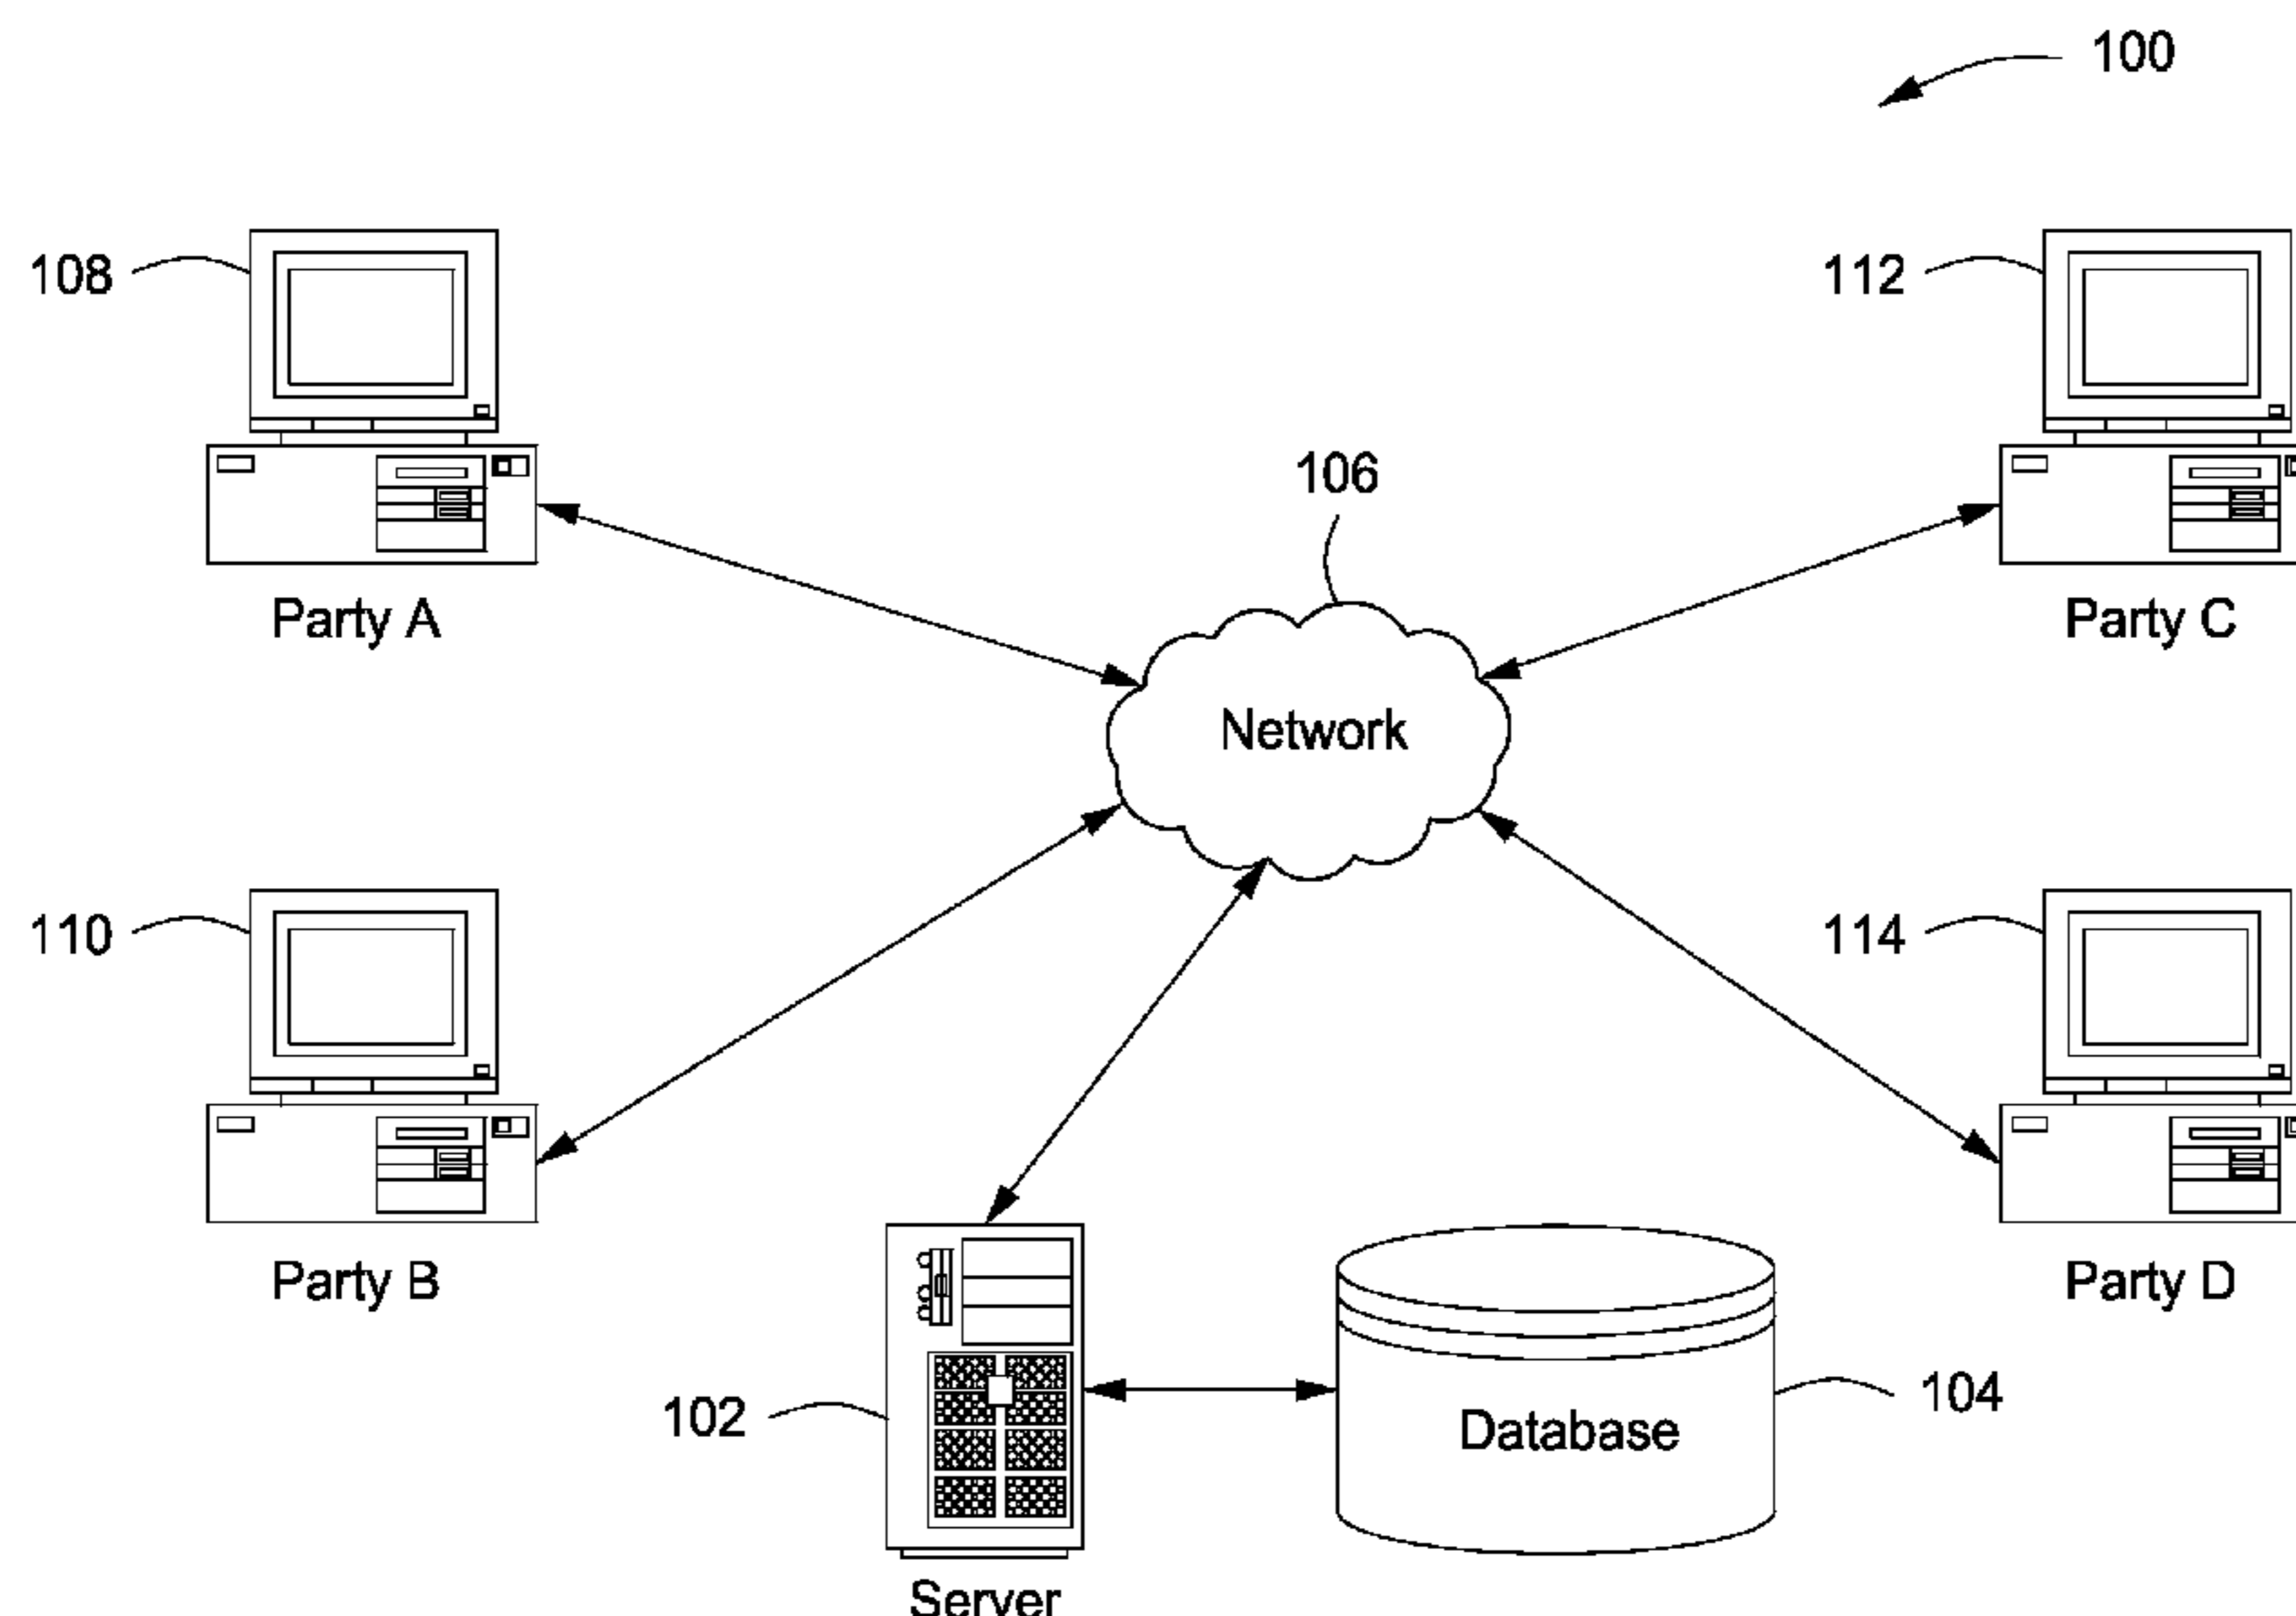 100
108
112
106
Party A
Party C
Network
110
114
Party B
Party D
102
104
Database
Server